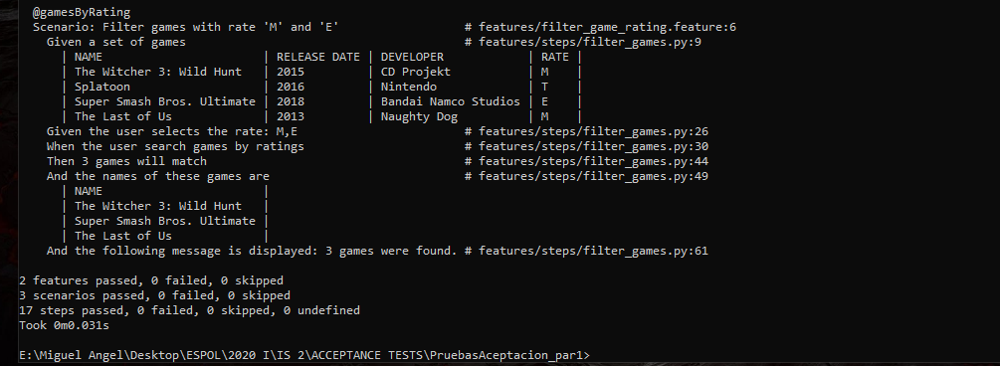 @gamesByRating
Scenario: Filter games with rate 'M' and 'E' # features/filter_game_rating.feature:6
Given a set of games # features/steps/filter_games.py:9
| NAME | RELEASE DATE | DEVELOPER | RATE |
| The Witcher 3: Wild Hunt | 2015 | CD Projekt | M |
| Splatoon | 2016 | Nintendo | T |
| Super Smash Bros. Ultimate | 2018 | Bandai Namco Studios | E |
| The Last of Us | 2013 | Naughty Dog | M |
Given the user selects the rate: M,E # features/steps/filter_games.py:26
When the user search games by ratings # features/steps/filter_games.py:30
Then 3 games will match # features/steps/filter_games.py:44
And the names of these games are # features/steps/filter_games.py:49
| NAME |
| The Witcher 3: Wild Hunt |
| Super Smash Bros. Ultimate |
| The Last of Us |
And the following message is displayed: 3 games were found. # features/steps/filter_games.py:61
2 features passed, 0 failed, 0 skipped
3 scenarios passed, 0 failed, 0 skipped
17 steps passed, 0 failed, 0 skipped, 0 undefined
Took 0m0.031s
E:\Miguel Angel\Desktop\ESPOL\2020 I\IS 2\ACCEPTANCE TESTS\PruebasAceptacion_par1>